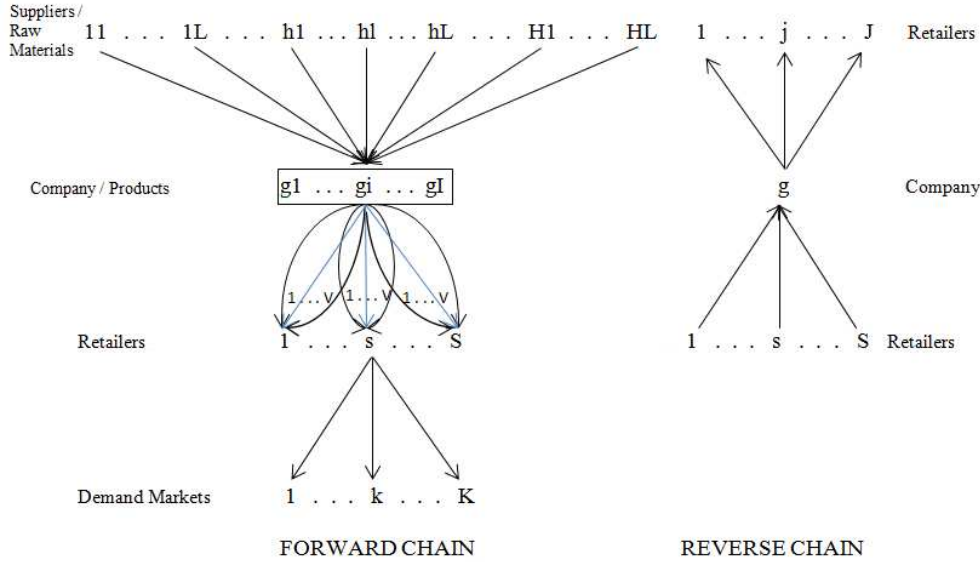 Suppliers /
Raw
Materials
11 . . . 1L . . . h1 . . . hl . . . hL . . . H1 . . . HL
1 . . . j . . . J Retailers
Company / Products
g1 . . . gi . . . gI
g Company
1 . . . V 1 . . . V 1 . . . V
Retailers
1 . . . . s . . . . S
1 . . . s . . . S Retailers
Demand Markets
1 . . . k . . . K
FORWARD CHAIN
REVERSE CHAIN